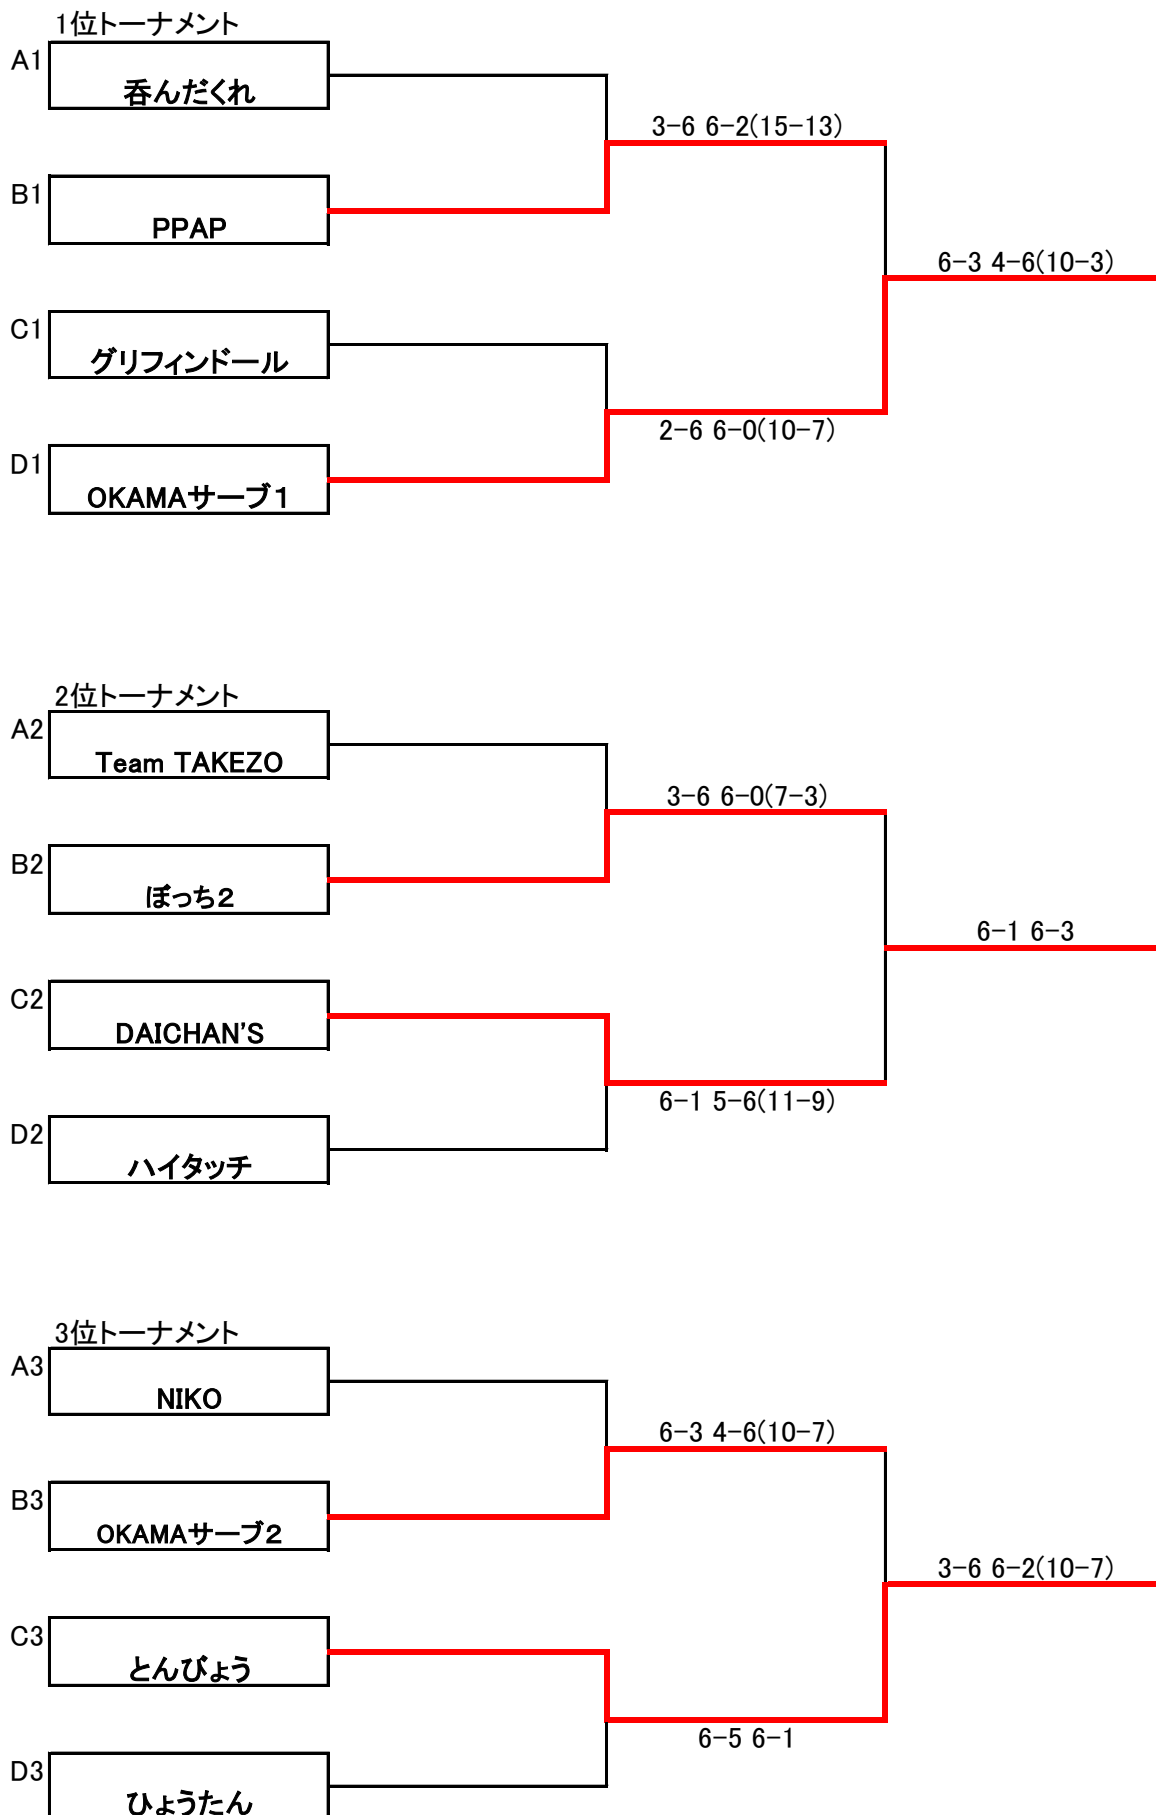 1位トーナメント
A1
呑んだくれ
3-6 6-2(15-13)
B1
PPAP
6-3 4-6(10-3)
C1
グリフィンドール
2-6 6-0(10-7)
D1
OKAMAサーブ1
2位トーナメント
A2
Team TAKEZO
3-6 6-0(7-3)
B2
ぼっち2
6-1 6-3
C2
DAICHAN'S
6-1 5-6(11-9)
D2
ハイタッチ
3位トーナメント
A3
NIKO
6-3 4-6(10-7)
B3
OKAMAサーブ2
3-6 6-2(10-7)
C3
とんびょう
6-5 6-1
D3
ひょうたん